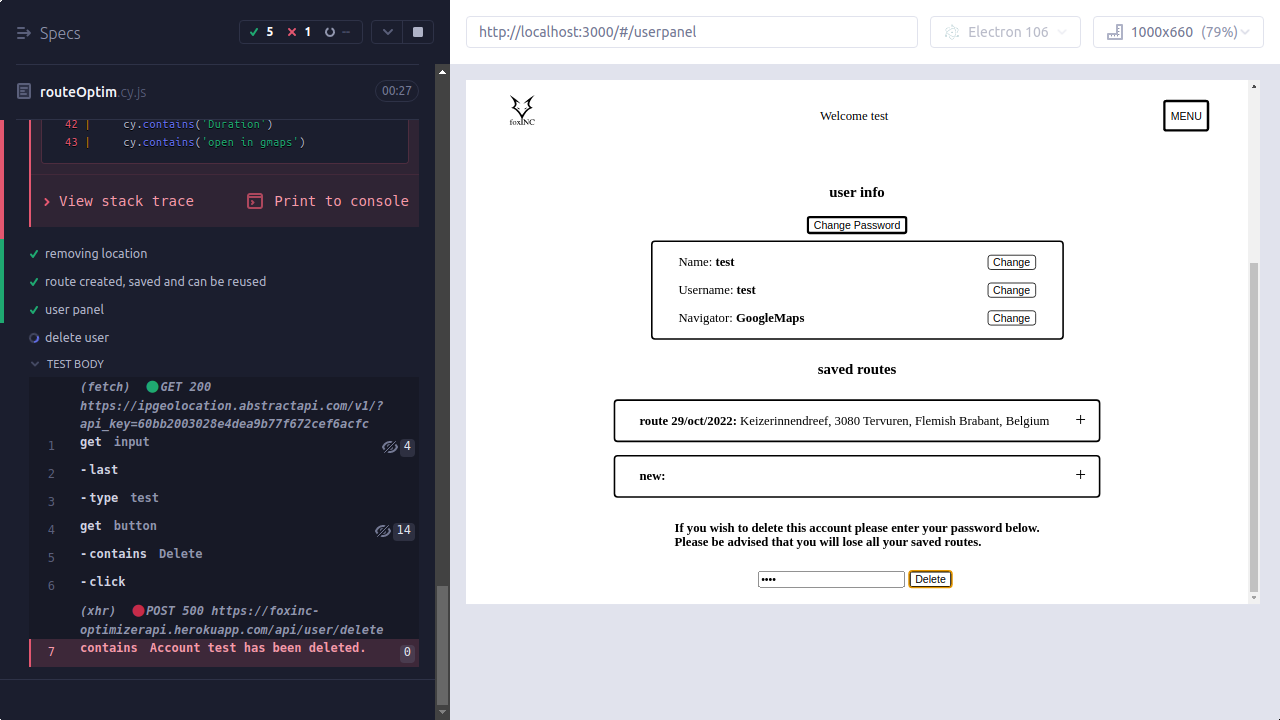 Specs
5
1
--
routeOptim.cy.js
00:27
42 | cy.contains('Duration')
43 | cy.contains('open in gmaps')
View stack trace
Print to console
removing location
route created, saved and can be reused
user panel
delete user
TEST BODY
(fetch) GET 200
https://ipgeolocation.abstractapi.com/v1/?
api_key=60bb2003028e4dea9b77f672cef6acfc
1 get input 4
2 -last
3 -type test
4 get button 14
5 -contains Delete
6 -click
(xhr) POST 500 https://foxinc-
optimizerapi.herokuapp.com/api/user/delete
7 contains Account test has been deleted. 0
http://localhost:3000/#/userpanel
Electron 106
1000x660 (79%)
foxINC
Welcome test
MENU
user info
Change Password
Name: test
Change
Username: test
Change
Navigator: GoogleMaps
Change
saved routes
route 29/oct/2022: Keizerinnendreef, 3080 Tervuren, Flemish Brabant, Belgium +
new: +
If you wish to delete this account please enter your password below.
Please be advised that you will lose all your saved routes.
••••
Delete